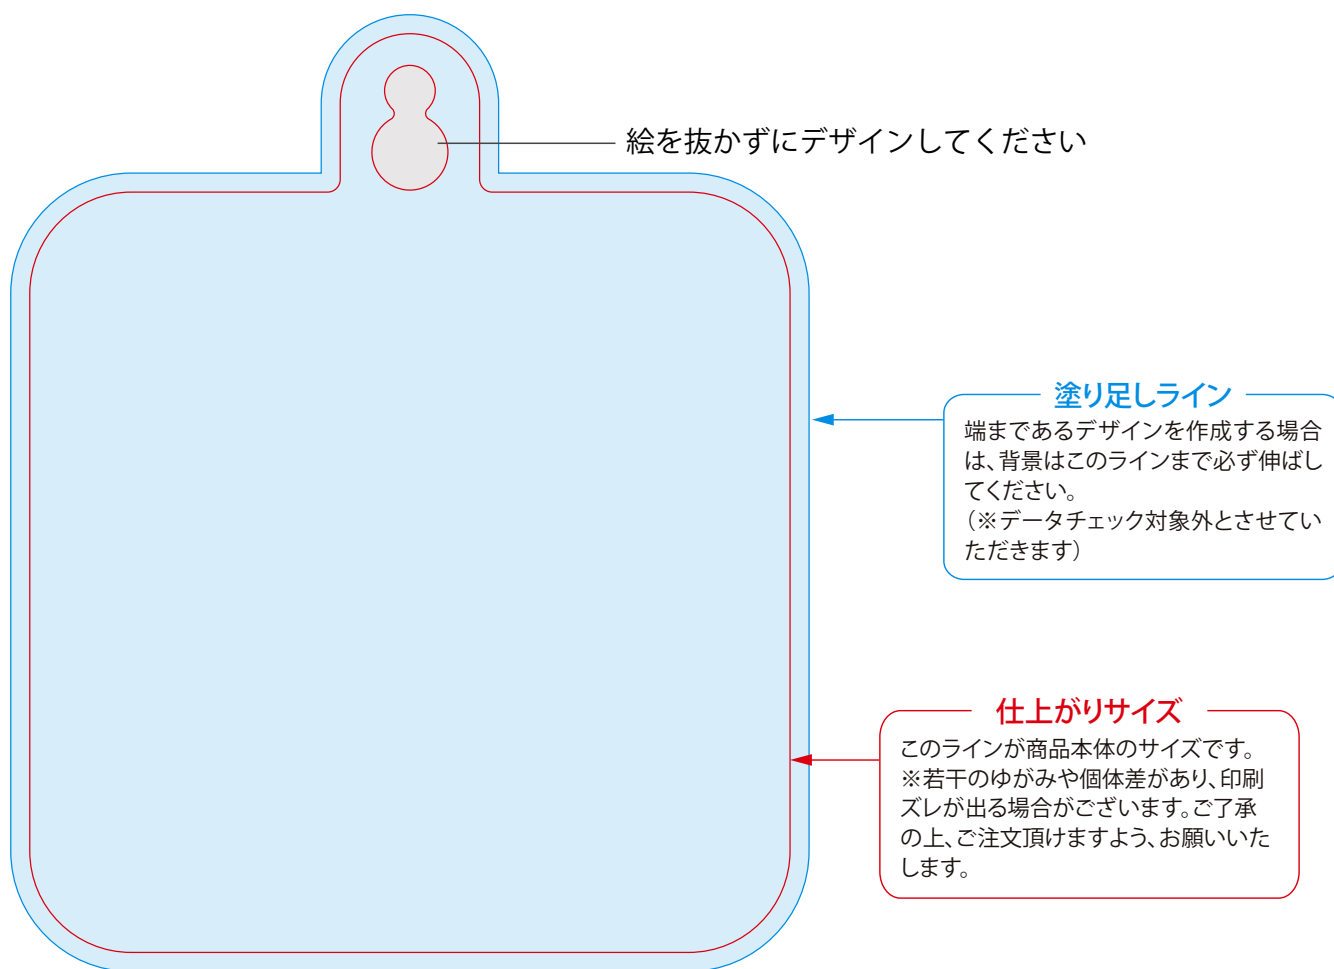 絵を抜かずにデザインしてください
塗り足しライン
端まであるデザインを作成する場合
は、背景はこのラインまで必ず伸ばし
てください。
（※データチェック対象外とさせてい
ただきます）
仕上がりサイズ
このラインが商品本体のサイズです。
※若干のゆがみや個体差があり、印刷
ズレが出る場合がございます。ご了承
の上、ご注文頂けますよう、お願いいた
します。